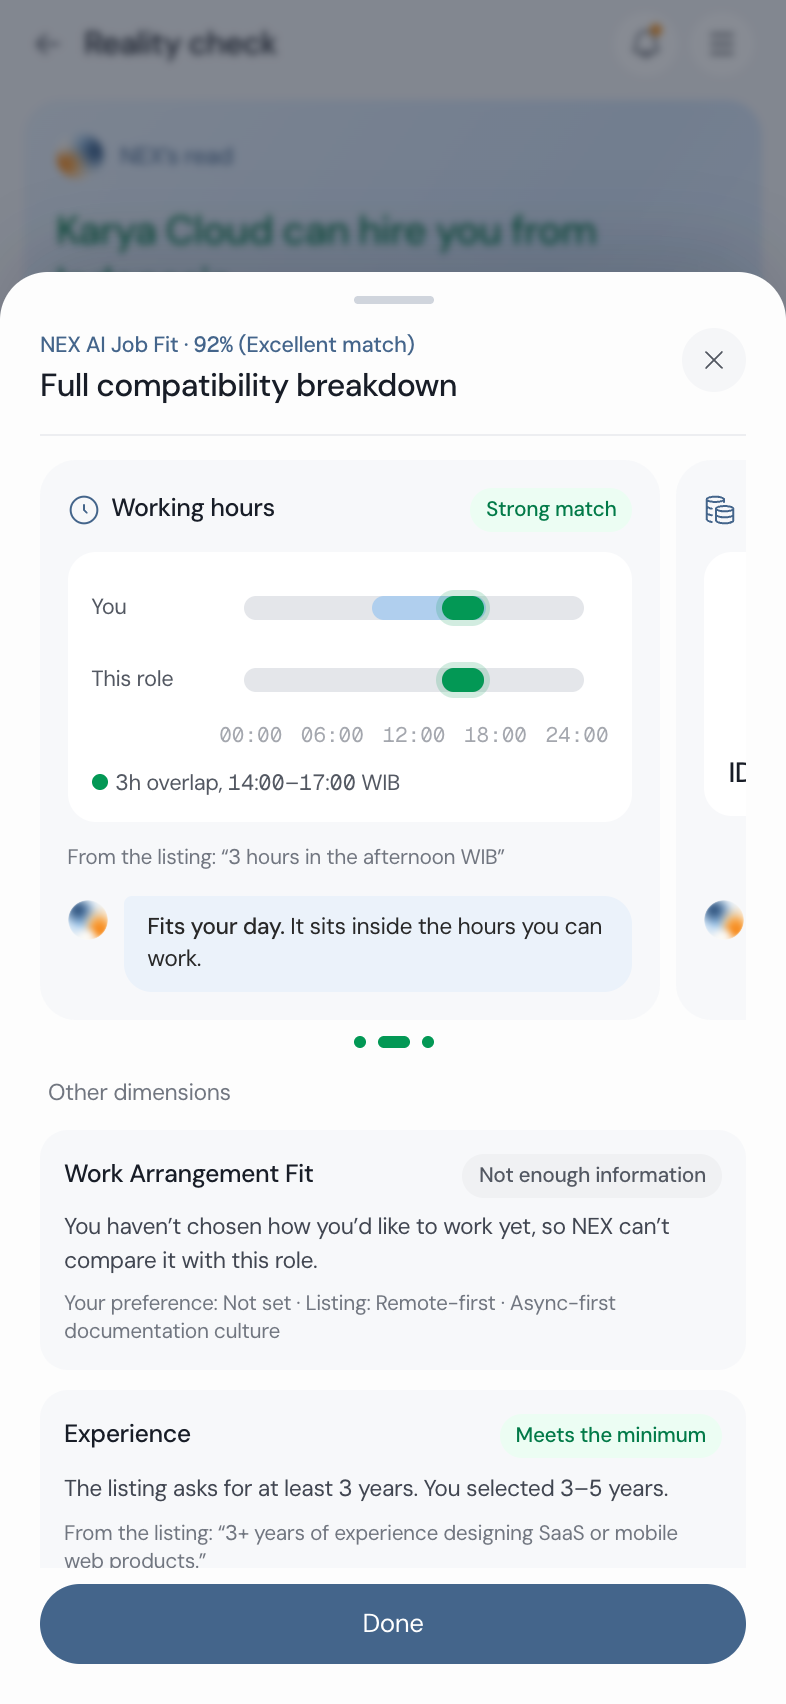 Reality check
NEX's read
Karya Cloud can hire you from
NEX AI Job Fit · 92% (Excellent match)
Full compatibility breakdown
Working hours
Strong match
You
This role
00:00 06:00 12:00 18:00 24:00
3h overlap, 14:00–17:00 WIB
From the listing: “3 hours in the afternoon WIB”
Fits your day. It sits inside the hours you can
work.
Other dimensions
Work Arrangement Fit
Not enough information
You haven’t chosen how you’d like to work yet, so NEX can’t
compare it with this role.
Your preference: Not set · Listing: Remote-first · Async-first
documentation culture
Experience
Meets the minimum
The listing asks for at least 3 years. You selected 3–5 years.
From the listing: “3+ years of experience designing SaaS or mobile
web products.”
Done